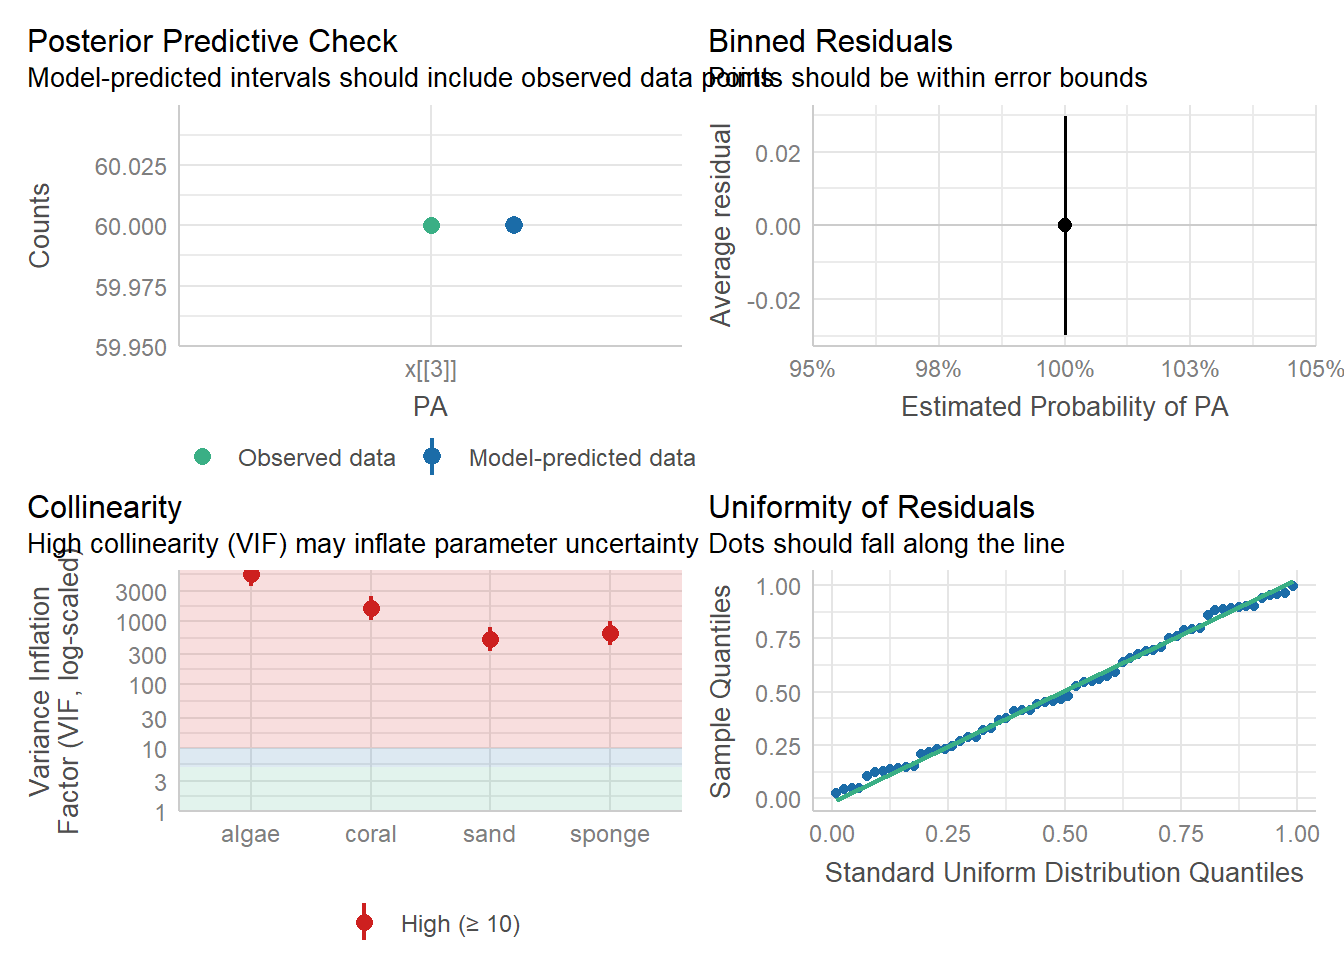 Posterior Predictive Check
Model-predicted intervals should include observed data points
Counts
60.025
60.000
59.975
59.950
x[[3]]
PA
Observed data
Model-predicted data
Binned Residuals
Points should be within error bounds
Average residual
0.02
0.00
-0.02
95%
98%
100%
103%
105%
Estimated Probability of PA
Collinearity
High collinearity (VIF) may inflate parameter uncertainty
Variance Inflation
Factor (VIF, log-scaled)
3000
1000
300
100
30
10
3
1
algae
coral
sand
sponge
High (≥ 10)
Uniformity of Residuals
Dots should fall along the line
Sample Quantiles
1.00
0.75
0.50
0.25
0.00
0.00
0.25
0.50
0.75
1.00
Standard Uniform Distribution Quantiles